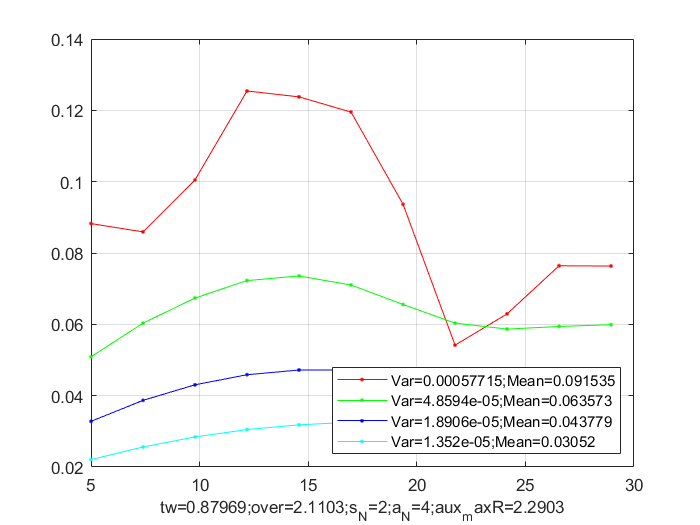 0.14
0.12
0.1
0.08
0.06
0.04
0.02
Var=0.00057715;Mean=0.091535
Var=4.8594e-05;Mean=0.063573
Var=1.8906e-05;Mean=0.043779
Var=1.352e-05;Mean=0.03052
5 10 15 20 25 30
tw=0.87969;over=2.1103;s_N=2;a_N=4;aux_maxR=2.2903